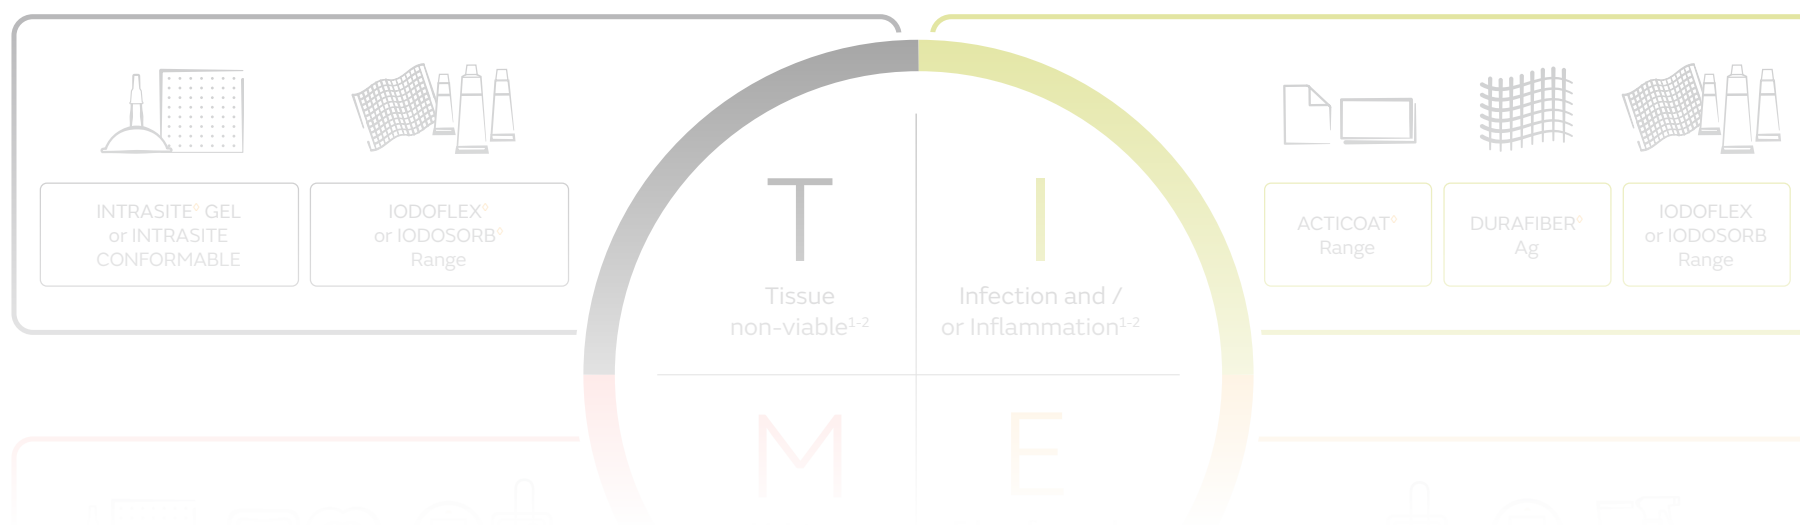 INTRASITE◊ GEL
or INTRASITE
CONFORMABLE
IODOFLEX◊
or IODOSORB◊
Range
T
Tissue
non-viable1-2
I
Infection and /
or Inflammation1-2
ACTICOAT◊
Range
DURAFIBER◊
Ag
IODOFLEX
or IODOSORB
Range
M
E